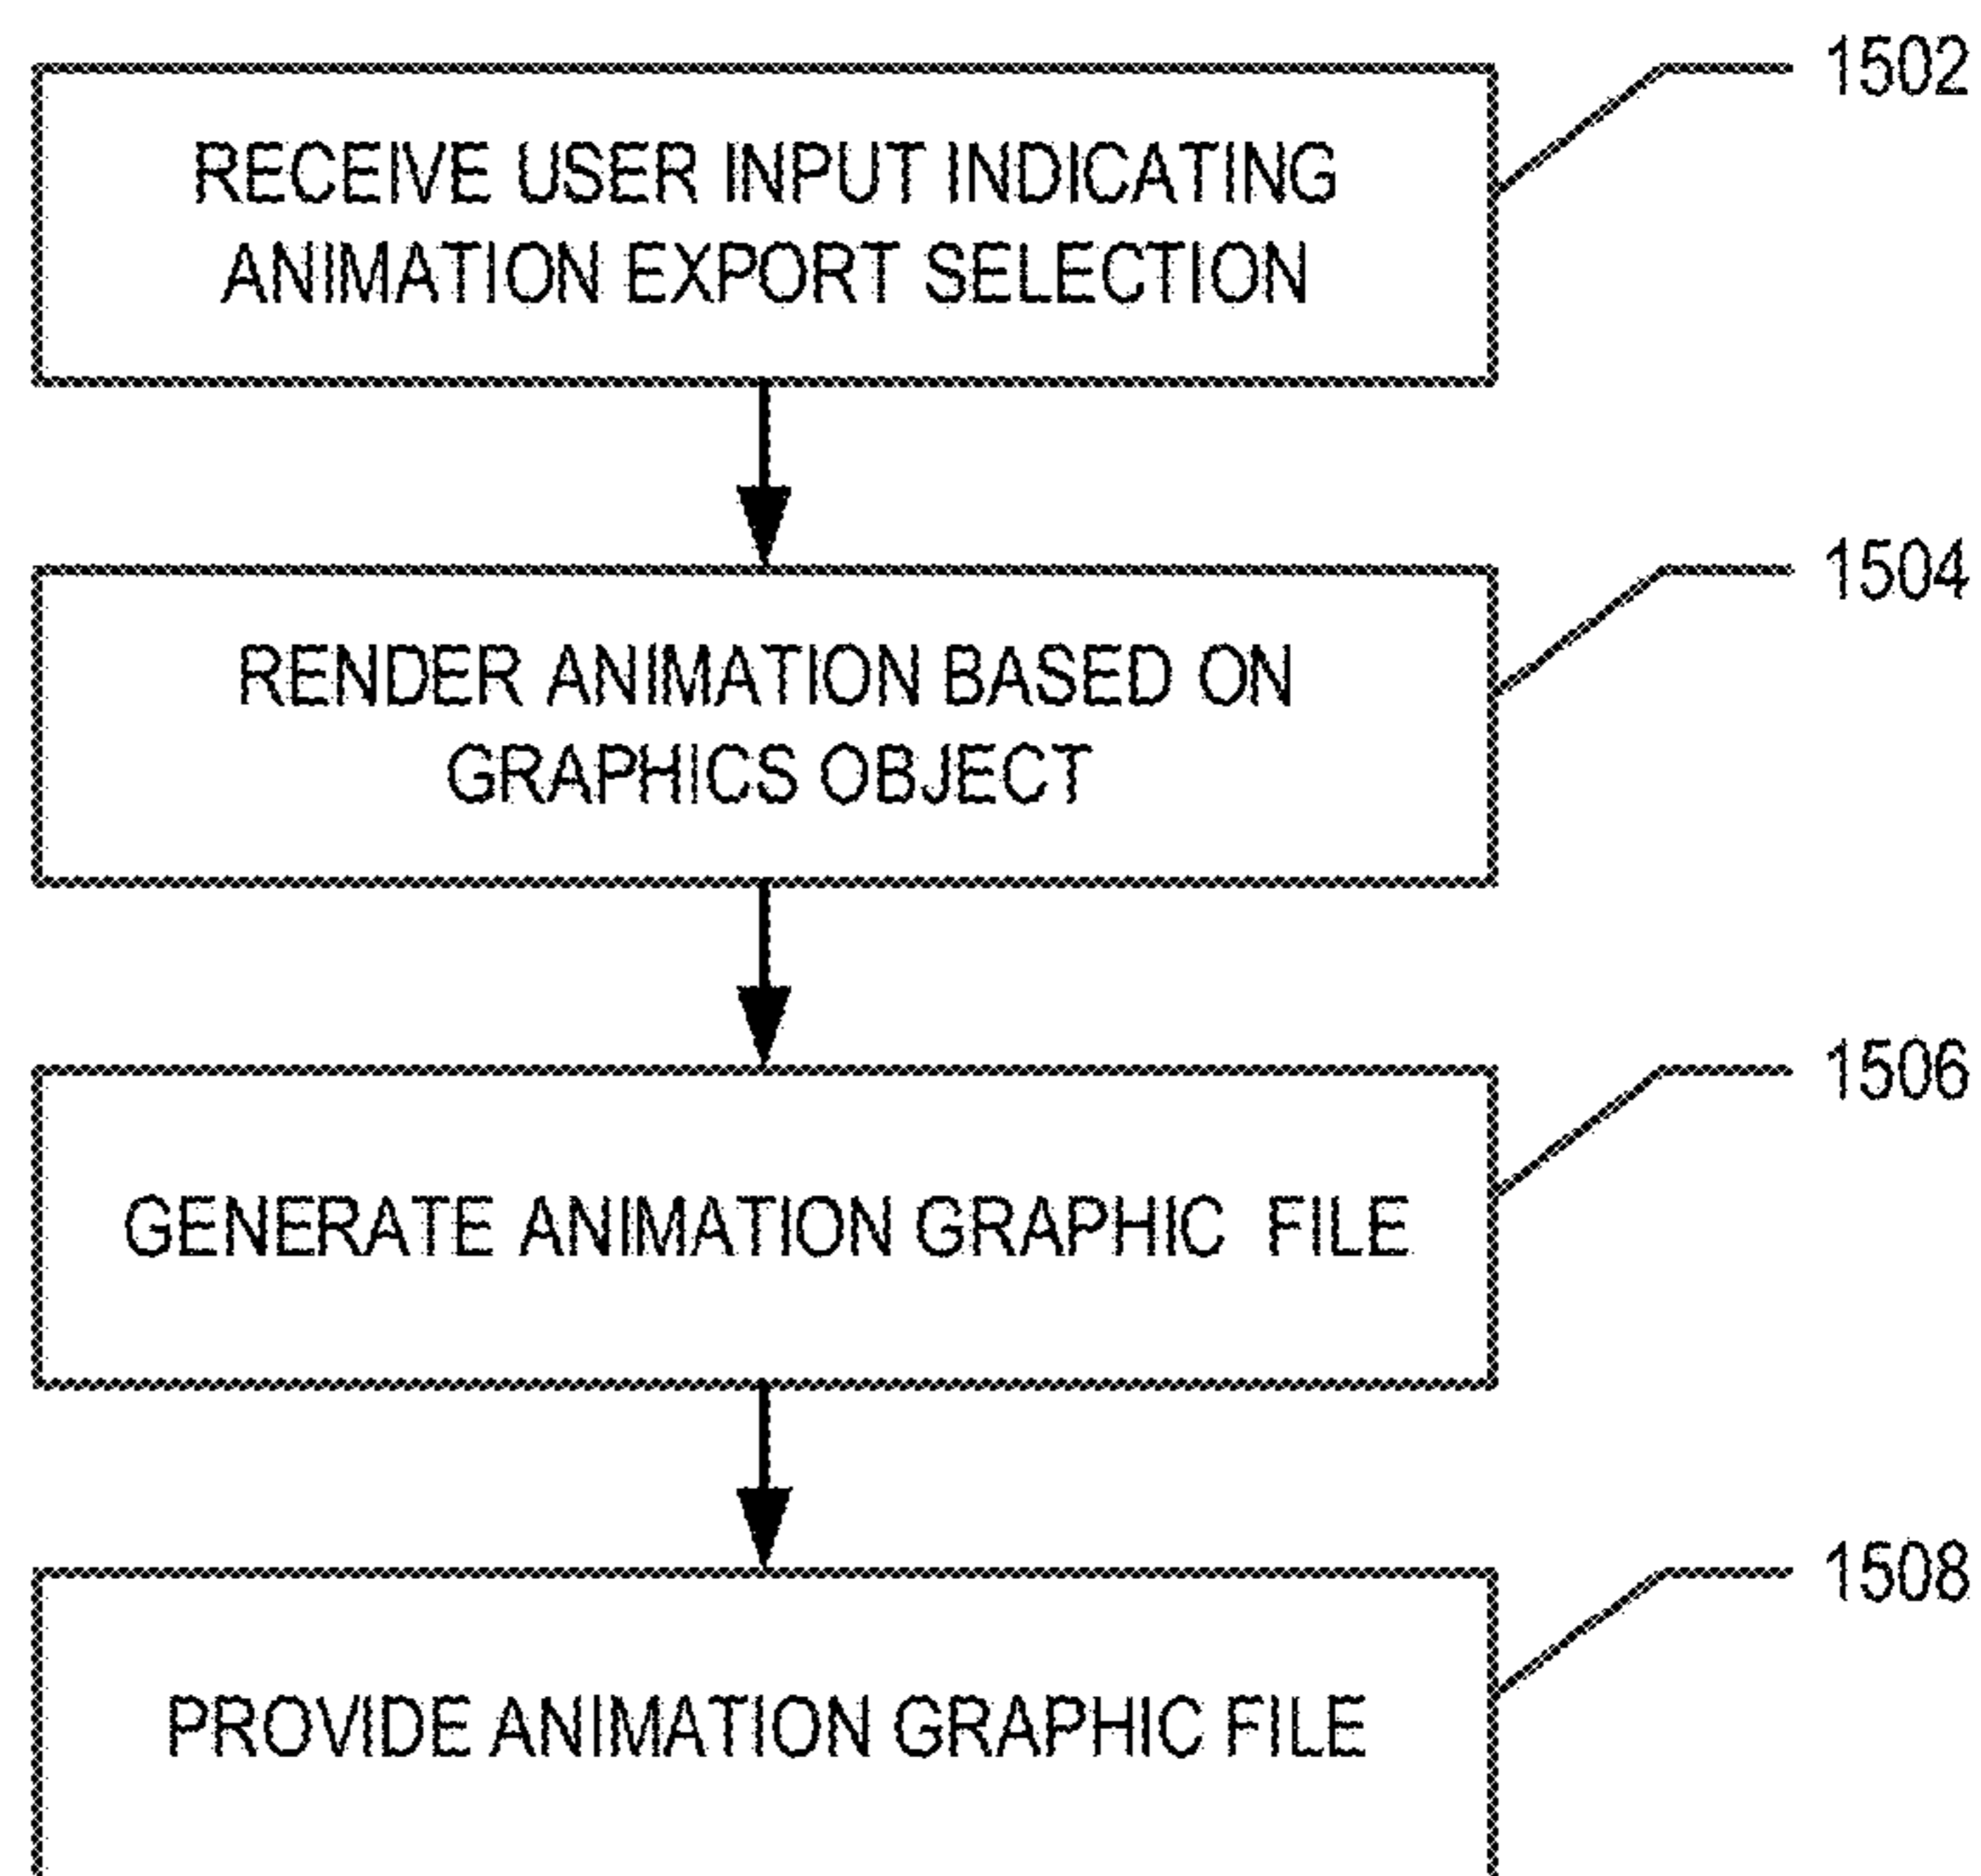 1502
RECEIVE USER INPUT INDICATING
ANIMATION EXPORT SELECTION
1504
RENDER ANIMATION BASED ON
GRAPHICS OBJECT
1506
GENERATE ANIMATION GRAPHIC FILE
1508
PROVIDE ANIMATION GRAPHIC FILE